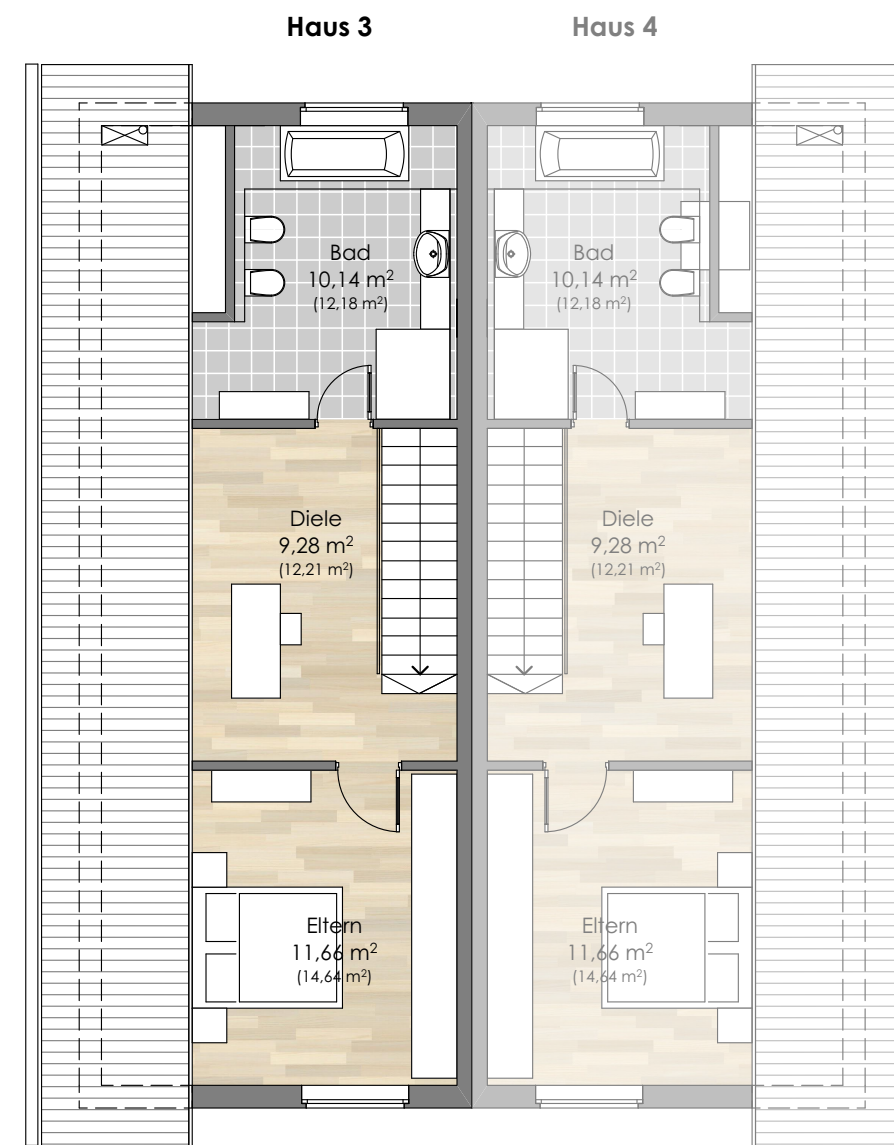 Haus 3
Haus 4
Bad
10,14 m²
(12,18 m²)
Bad
10,14 m²
(12,18 m²)
Diele
9,28 m²
(12,21 m²)
Diele
9,28 m²
(12,21 m²)
Eltern
11,66 m²
(14,64 m²)
Eltern
11,66 m²
(14,64 m²)